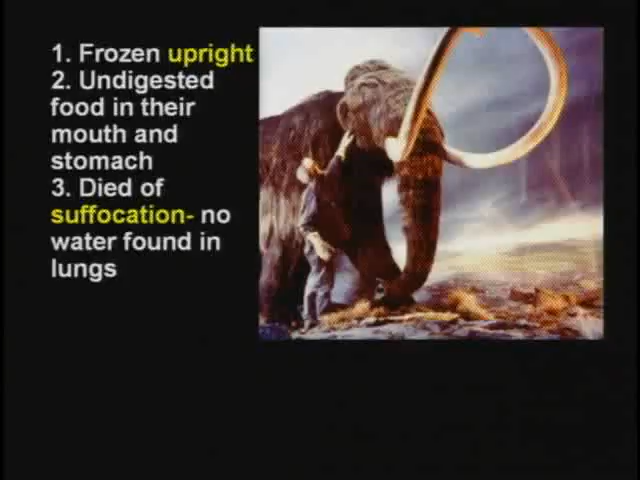 1. Frozen upright
2. Undigested
food in their
mouth and
stomach
3. Died of
suffocation- no
water found in
lungs